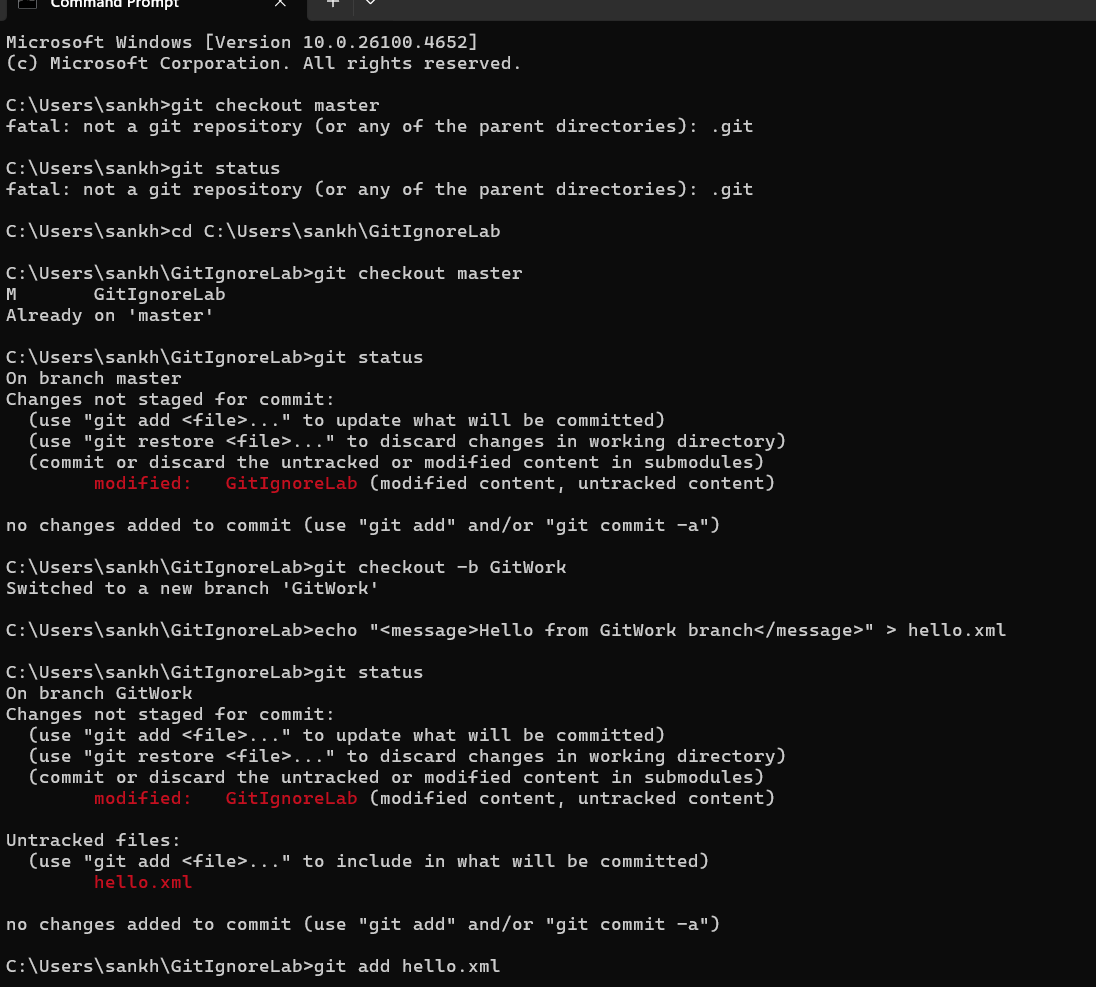 Command Prompt
Microsoft Windows [Version 10.0.26100.4652]
(c) Microsoft Corporation. All rights reserved.
C:\Users\sankh>git checkout master
fatal: not a git repository (or any of the parent directories): .git
C:\Users\sankh>git status
fatal: not a git repository (or any of the parent directories): .git
C:\Users\sankh>cd C:\Users\sankh\GitIgnoreLab
C:\Users\sankh\GitIgnoreLab>git checkout master
M       GitIgnoreLab
Already on 'master'
C:\Users\sankh\GitIgnoreLab>git status
On branch master
Changes not staged for commit:
  (use "git add <file>..." to update what will be committed)
  (use "git restore <file>..." to discard changes in working directory)
  (commit or discard the untracked or modified content in submodules)
        modified:   GitIgnoreLab (modified content, untracked content)
no changes added to commit (use "git add" and/or "git commit -a")
C:\Users\sankh\GitIgnoreLab>git checkout -b GitWork
Switched to a new branch 'GitWork'
C:\Users\sankh\GitIgnoreLab>echo "<message>Hello from GitWork branch</message>" > hello.xml
C:\Users\sankh\GitIgnoreLab>git status
On branch GitWork
Changes not staged for commit:
  (use "git add <file>..." to update what will be committed)
  (use "git restore <file>..." to discard changes in working directory)
  (commit or discard the untracked or modified content in submodules)
        modified:   GitIgnoreLab (modified content, untracked content)
Untracked files:
  (use "git add <file>..." to include in what will be committed)
        hello.xml
no changes added to commit (use "git add" and/or "git commit -a")
C:\Users\sankh\GitIgnoreLab>git add hello.xml